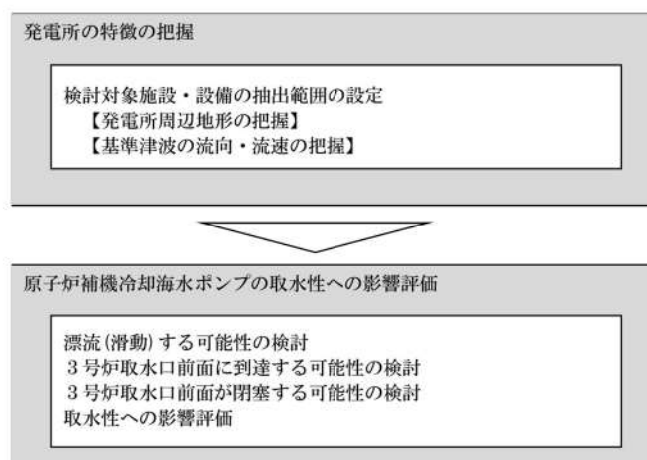 発電所の特徴の把握
検討対象施設・設備の抽出範囲の設定
【発電所周辺地形の把握】
【基準津波の流向・流速の把握】
原子炉補機冷却海水ポンプの取水性への影響評価
漂流(滑動)する可能性の検討
3号炉取水口前面に到達する可能性の検討
3号炉取水口前面が閉塞する可能性の検討
取水性への影響評価